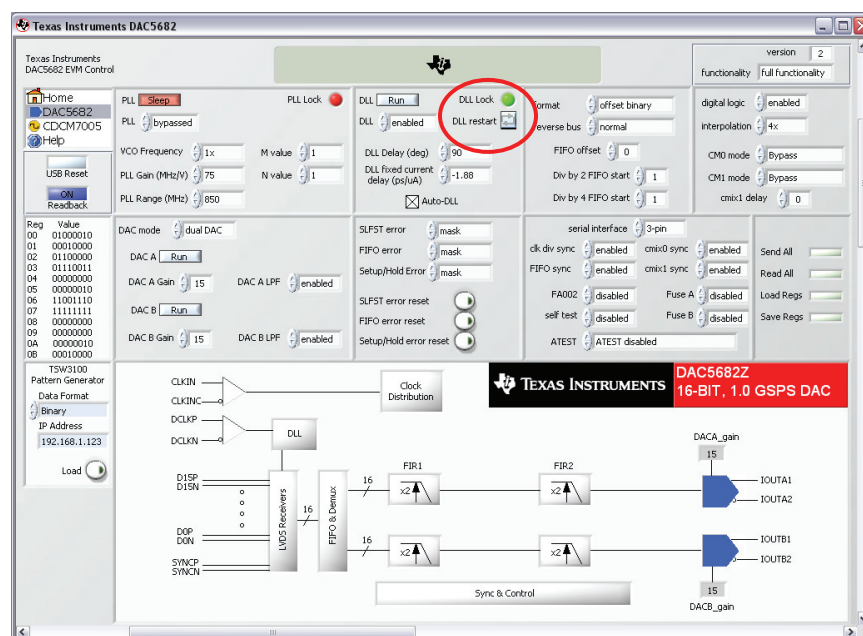 Texas Instruments DAC5682
Texas Instruments
DAC5682 EVM Control
version 2
functionality full functionality
Home
DAC5682
CDCM7005
Help
USB Reset
ON
Readback
PLL Sleep PLL Lock
PLL bypassed
VCO Frequency 1x M value 1
PLL Gain (MHz/V) 75 N value 1
PLL Range (MHz) 850
DLL Run DLL Lock
DLL enabled DLL restart
DLL Delay (deg) 90
DLL fixed current
delay (ps/uA) -1.88
Auto-DLL
format offset binary
reverse bus normal
FIFO offset 0
Div by 2 FIFO start 1
Div by 4 FIFO start 1
digital logic enabled
interpolation 4x
CM0 mode Bypass
CM1 mode Bypass
cmix1 delay 0
Reg Value
00 01000010
01 00010000
02 01100000
03 01110011
04 00000000
05 00000010
06 11001110
07 11111111
08 00000000
09 00000000
0A 00000010
0B 00010000
DAC mode dual DAC
DAC A Run
DAC A Gain 15 DAC A LPF enabled
DAC B Run
DAC B Gain 15 DAC B LPF enabled
SLFST error mask
FIFO error mask
Setup/Hold Error mask
SLFST error reset
FIFO error reset
Setup/Hold error reset
serial interface 3-pin
clk div sync enabled cmix0 sync enabled
FIFO sync enabled cmix1 sync enabled
FA002 disabled Fuse A disabled
self test disabled Fuse B disabled
ATEST ATEST disabled
Send All
Read All
Load Regs
Save Regs
TSW3100
Pattern Generator
Data Format
Binary
IP Address
192.168.1.123
Load
TEXAS INSTRUMENTS
DAC5682Z
16-BIT, 1.0 GSPS DAC
CLKIN
CLKINC
Clock
Distribution
DCLKP
DCLKN
DLL
D15P
D15N
D0P
D0N
SYNCP
SYNCN
LVDS Receivers
16
FIFO & Demux
16
16
FIR1
x2
x2
FIR2
x2
x2
DACA_gain
15
IOUTA1
IOUTA2
IOUTB1
IOUTB2
15
DACB_gain
Sync & Control